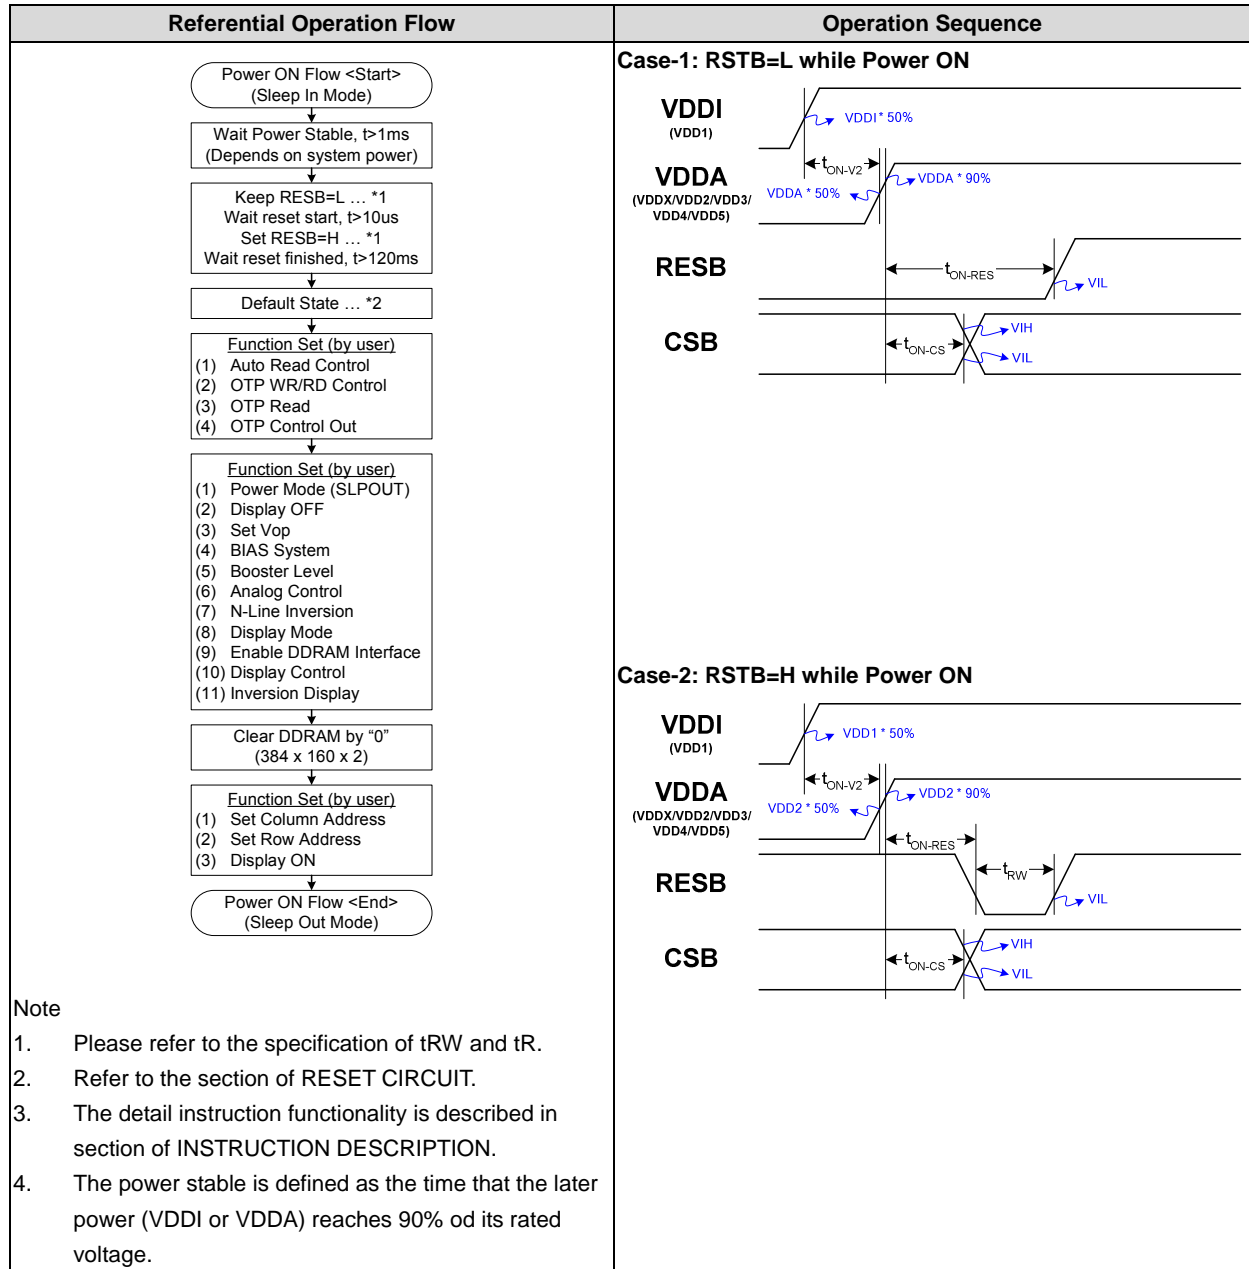 Referential Operation Flow
Power ON Flow <Start>
(Sleep In Mode)
Wait Power Stable, t>1ms
(Depends on system power)
Keep RESB=L … *1
Wait reset start, t>10us
Set RESB=H … *1
Wait reset finished, t>120ms
Default State … *2
Function Set (by user)
(1) Auto Read Control
(2) OTP WR/RD Control
(3) OTP Read
(4) OTP Control Out
Function Set (by user)
(1) Power Mode (SLPOUT)
(2) Display OFF
(3) Set Vop
(4) BIAS System
(5) Booster Level
(6) Analog Control
(7) N-Line Inversion
(8) Display Mode
(9) Enable DDRAM Interface
(10) Display Control
(11) Inversion Display
Clear DDRAM by “0”
(384 x 160 x 2)
Function Set (by user)
(1) Set Column Address
(2) Set Row Address
(3) Display ON
Power ON Flow <End>
(Sleep Out Mode)
Note
1. Please refer to the specification of tRW and tR.
2. Refer to the section of RESET CIRCUIT.
3. The detail instruction functionality is described in
section of INSTRUCTION DESCRIPTION.
4. The power stable is defined as the time that the later
power (VDDI or VDDA) reaches 90% od its rated
voltage.
Operation Sequence
Case-1: RSTB=L while Power ON
VDDI
(VDD1)
VDDI* 50%
tON-V2
VDDA
(VDDX/VDD2/VDD3/
VDD4/VDD5)
VDDA * 50%
VDDA * 90%
RESB
tON-RES
VIL
CSB
tON-CS
VIH
VIL
Case-2: RSTB=H while Power ON
VDDI
(VDD1)
VDD1 * 50%
tON-V2
VDDA
(VDDX/VDD2/VDD3/
VDD4/VDD5)
VDD2 * 50%
VDD2 * 90%
tON-RES
RESB
tRW
VIL
CSB
tON-CS
VIH
VIL